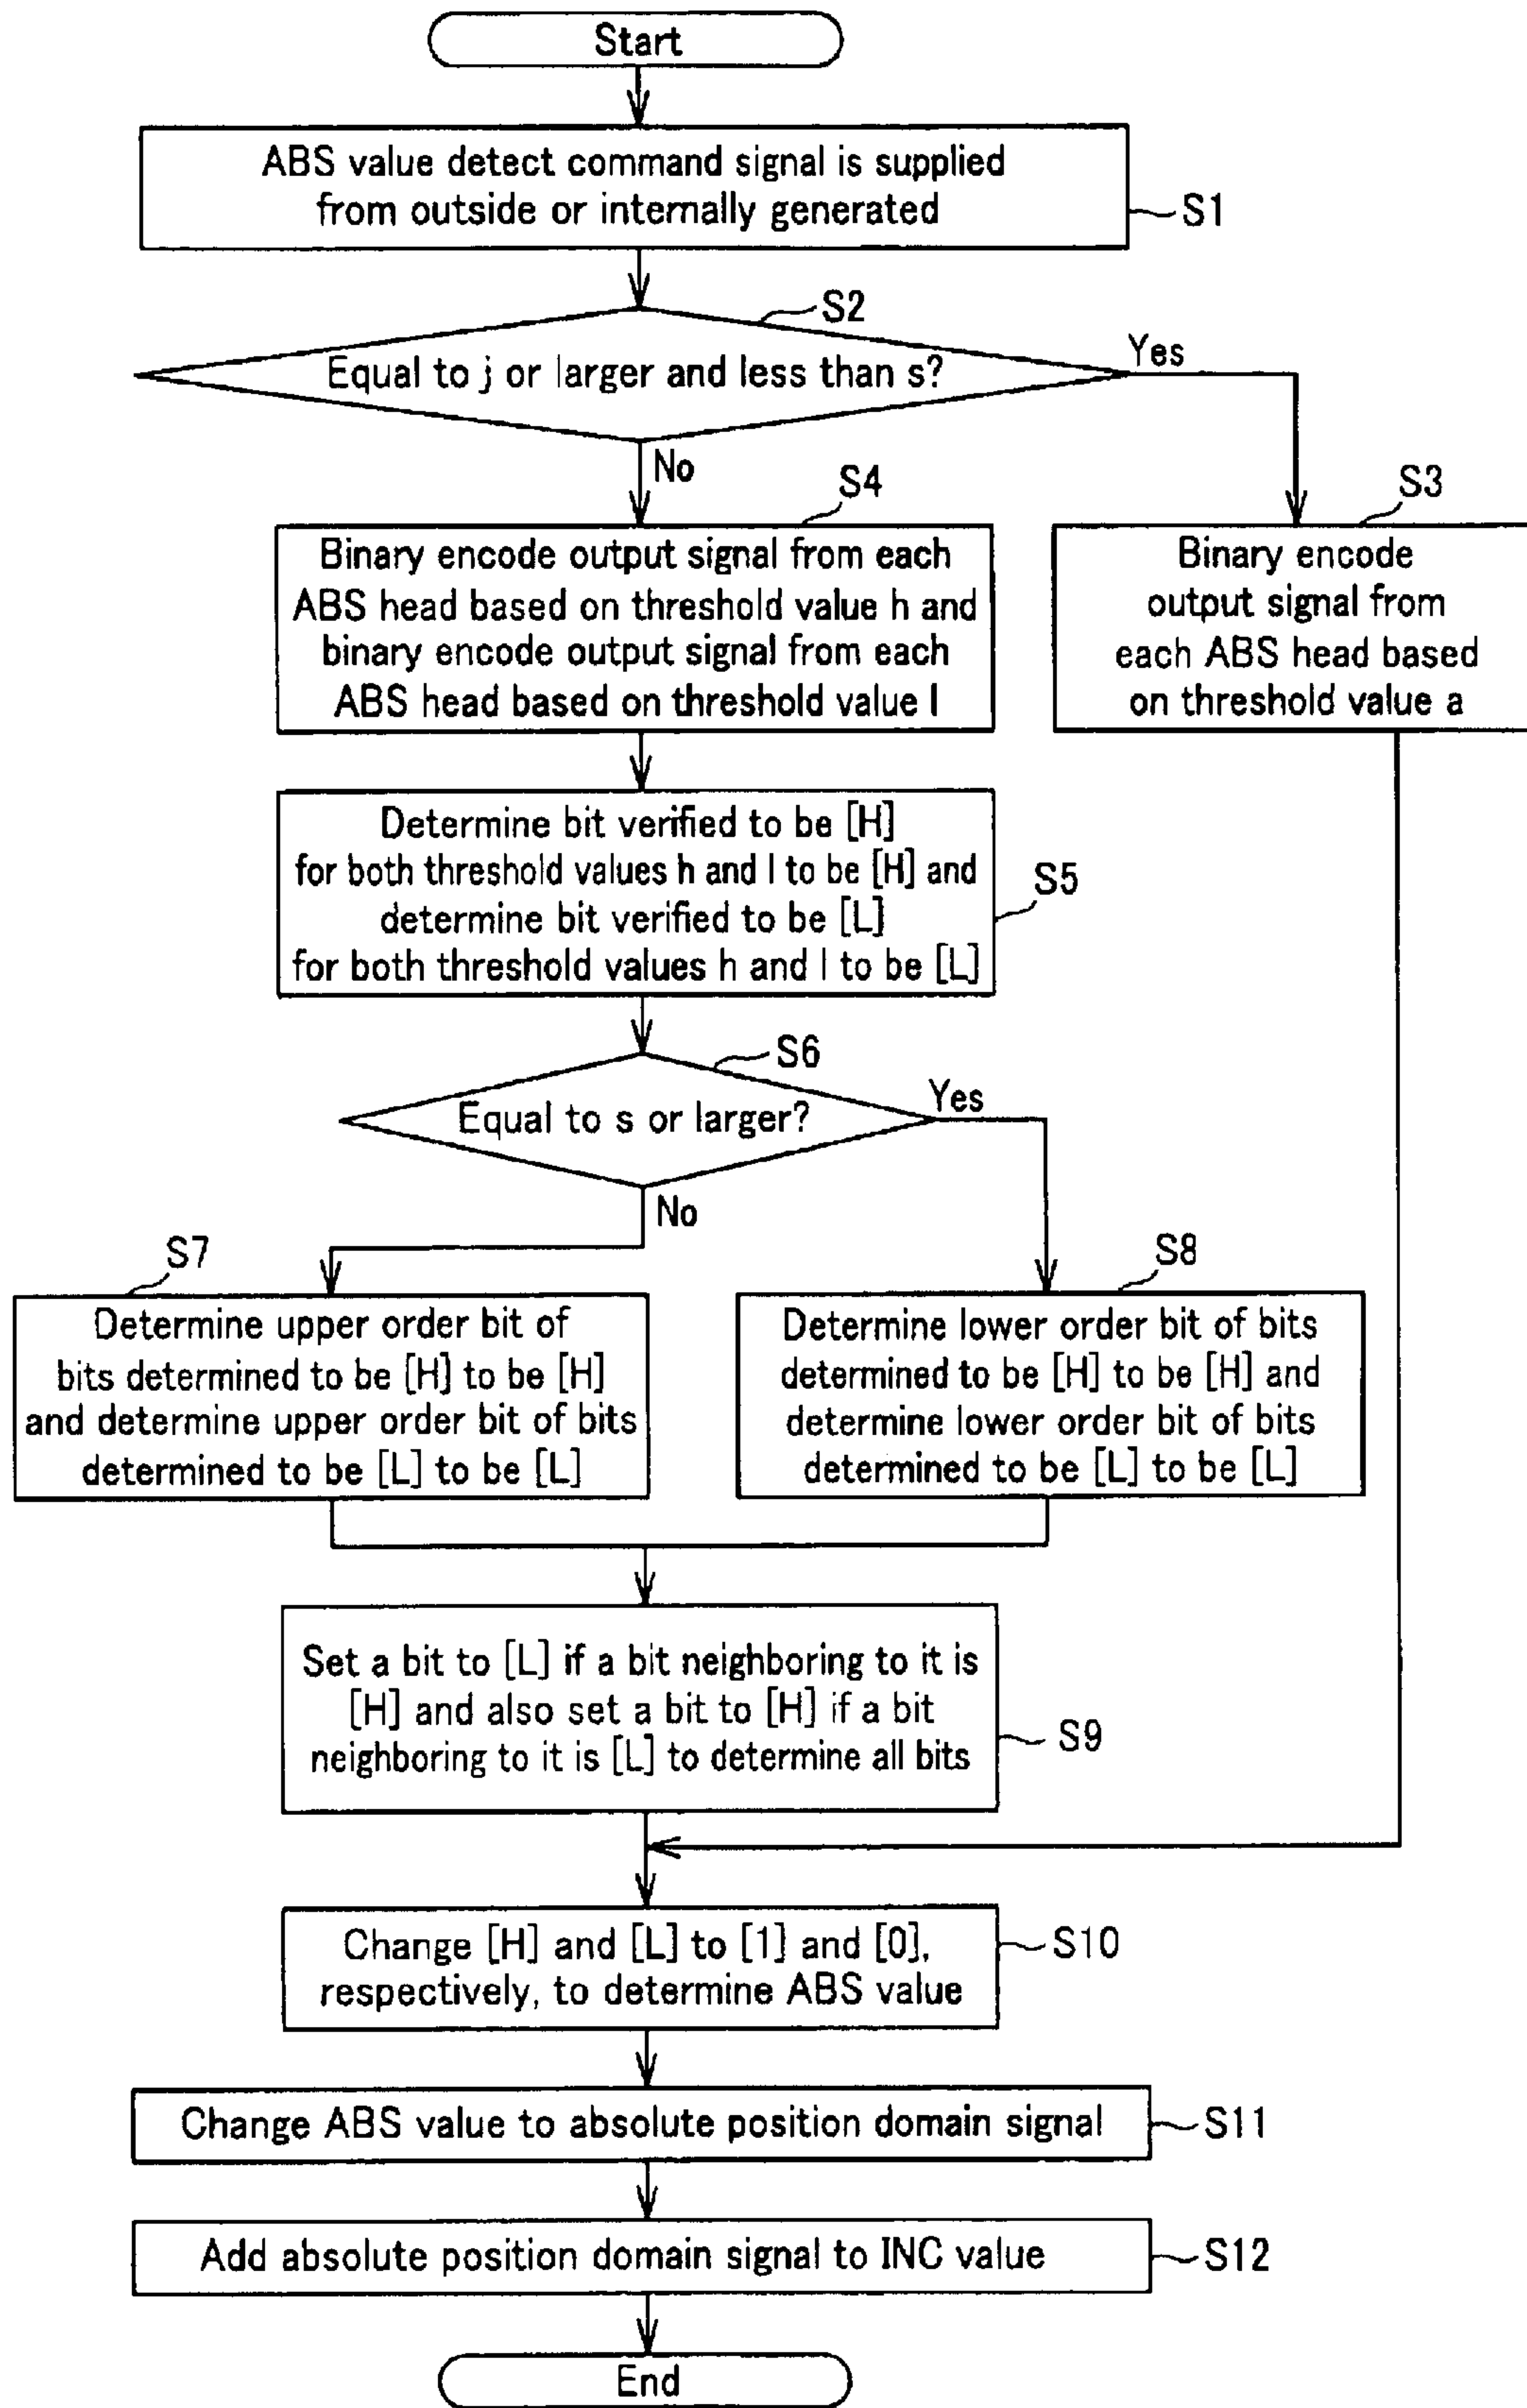 Start
ABS value detect command signal is supplied
from outside or internally generated
S1
S2
Equal to j or larger and less than s?
Yes
No
S4
Binary encode output signal from each
ABS head based on threshold value h and
binary encode output signal from each
ABS head based on threshold value l
S3
Binary encode
output signal from
each ABS head based
on threshold value a
Determine bit verified to be [H]
for both threshold values h and l to be [H] and
determine bit verified to be [L]
for both threshold values h and l to be [L]
S5
S6
Equal to s or larger?
Yes
No
S7
Determine upper order bit of
bits determined to be [H] to be [H]
and determine upper order bit of bits
determined to be [L] to be [L]
S8
Determine lower order bit of bits
determined to be [H] to be [H] and
determine lower order bit of bits
determined to be [L] to be [L]
Set a bit to [L] if a bit neighboring to it is
[H] and also set a bit to [H] if a bit
neighboring to it is [L] to determine all bits
S9
Change [H] and [L] to [1] and [0],
respectively, to determine ABS value
S10
Change ABS value to absolute position domain signal
S11
Add absolute position domain signal to INC value
S12
End